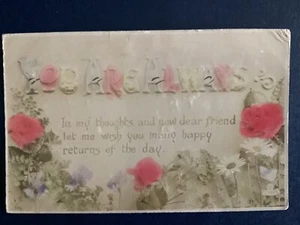 YOU ARE ALWAYS
In my thoughts and now dear friend
let me wish you many happy
returns of the day.